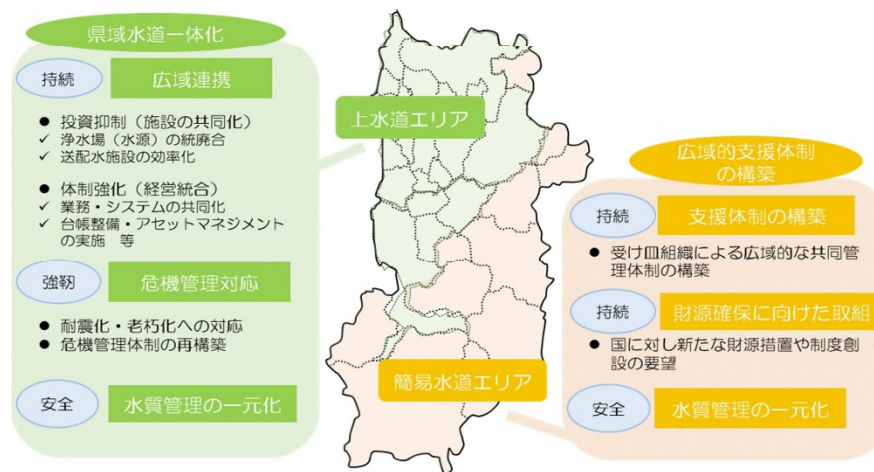 県域水道一体化
持続
広域連携
● 投資抑制（施設の共同化）
✓ 浄水場（水源）の統廃合
✓ 送配水施設の効率化
● 体制強化（経営統合）
✓ 業務・システムの共同化
✓ 台帳整備・アセットマネジメント
の実施　等
強靭
危機管理対応
● 耐震化・老朽化への対応
● 危機管理体制の再構築
安全
水質管理の一元化
上水道エリア
簡易水道エリア
広域的支援体制
の構築
持続
支援体制の構築
● 受け皿組織による広域的な共同管
理体制の構築
持続
財源確保に向けた取組
● 国に対し新たな財源措置や制度創
設の要望
安全
水質管理の一元化